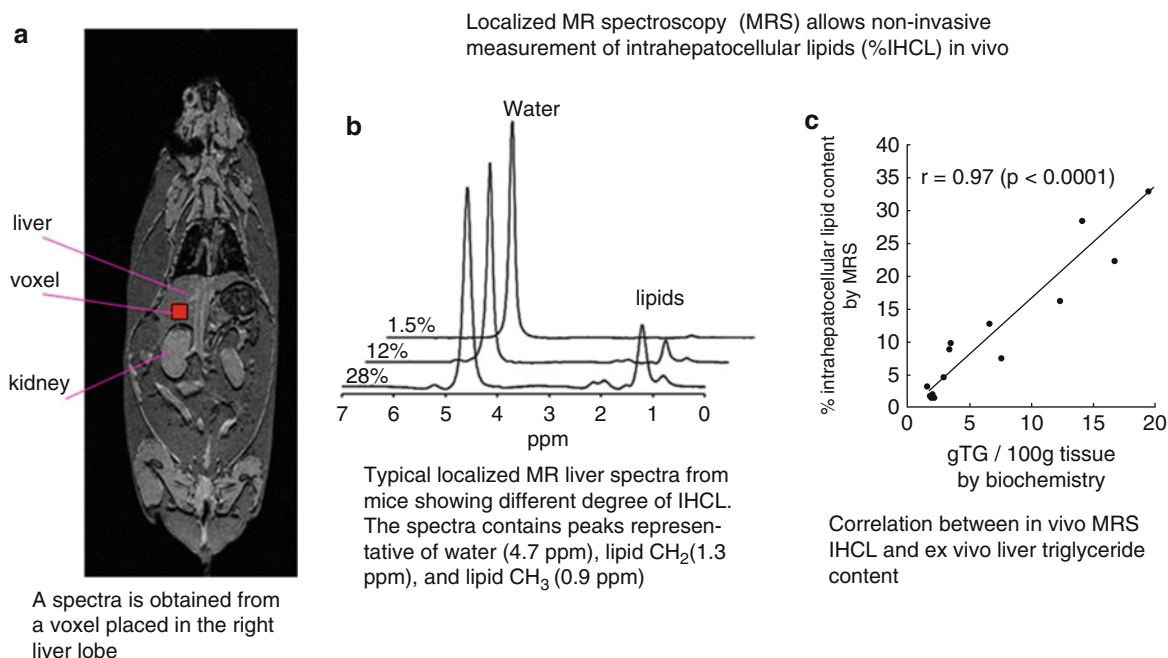 Localized MR spectroscopy (MRS) allows non-invasive
measurement of intrahepatocellular lipids (%IHCL) in vivo
a
liver
voxel
kidney
A spectra is obtained from
a voxel placed in the right
liver lobe
b
Water
lipids
1.5%
12%
28%
7 6 5 4 3 2 1 0
ppm
Typical localized MR liver spectra from
mice showing different degree of IHCL.
The spectra contains peaks represen-
tative of water (4.7 ppm), lipid CH2(1.3
ppm), and lipid CH3 (0.9 ppm)
c
% intrahepatocellular lipid content
by MRS
40
35
30
25
20
15
10
5
0
r = 0.97 (p < 0.0001)
0 5 10 15 20
gTG / 100g tissue
by biochemistry
Correlation between in vivo MRS
IHCL and ex vivo liver triglyceride
content